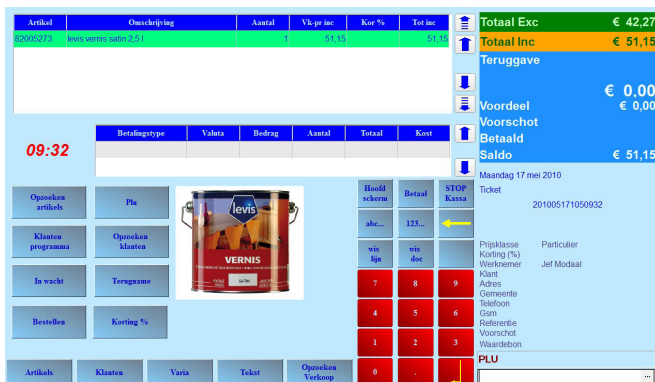 Artikel Omschrijving Aantal Vk-pr inc Kor % Tot inc
82005273 levis vernis satin 2,5 l 1 51,15 51,15
Totaal Exc € 42,27
Totaal Inc € 51,15
Teruggave
€ 0,00
Voordeel € 0,00
Voorschot
Betaald
Saldo € 51,15
09:32
Betalingstype Valuta Bedrag Aantal Totaal Kost
Maandag 17 mei 2010
Ticket
201005171050932
Prijsklasse Particulier
Korting (%)
Werknemer Jef Modaal
Klant
Adres
Gemeente
Telefoon
Gsm
Referentie
Voorschot
Waardebon
PLU
...
Opzoeken artikels
Plu
Klanten programma
Opzoeken klanten
In wacht
Terugname
Bestellen
Korting %
levis
VERNIS
SATIN
Hoofd scherm
Betaal
STOP Kassa
abc...
123...
wis lijn
wis doc
7 8 9
4 5 6
1 2 3
0 .
Artikels
Klanten
Varia
Tekst
Opzoeken Verkoop